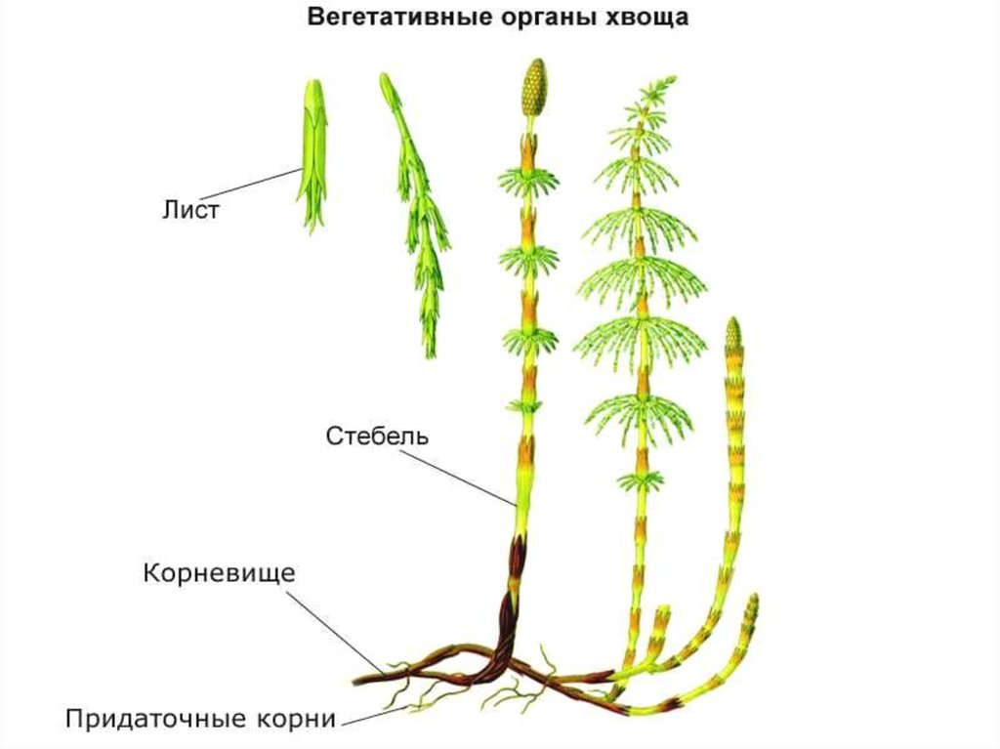 Вегетативные органы хвоща
Лист
Стебель
Корневище
Придаточные корни